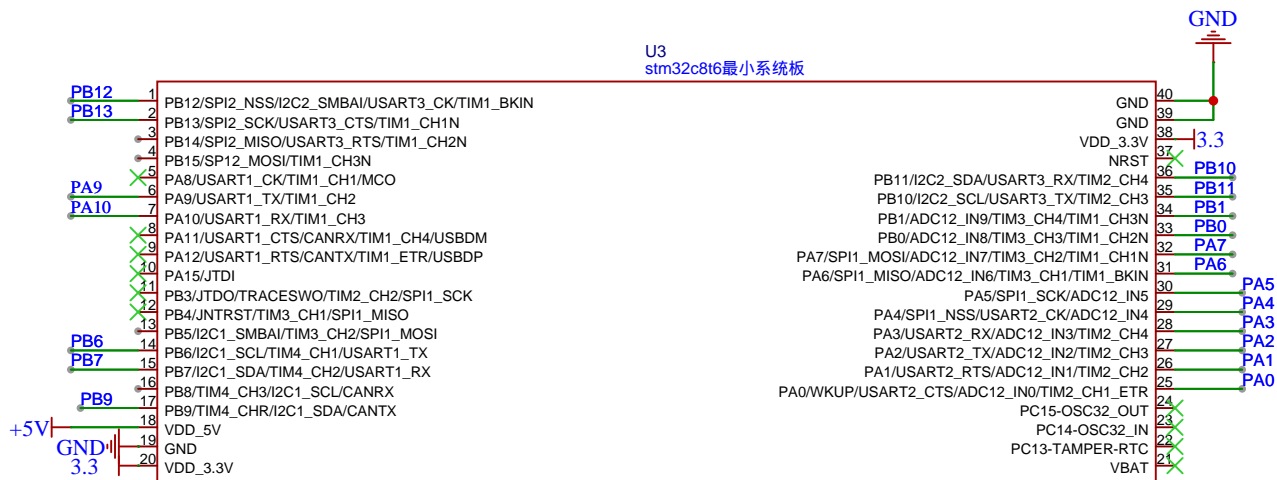 GND
U3
stm32c8t6最小系统板
PB12 1 PB12/SPI2_NSS/I2C2_SMBAI/USART3_CK/TIM1_BKIN
PB13 2 PB13/SPI2_SCK/USART3_CTS/TIM1_CH1N
3 PB14/SPI2_MISO/USART3_RTS/TIM1_CH2N
4 PB15/SP12_MOSI/TIM1_CH3N
5 PA8/USART1_CK/TIM1_CH1/MCO
PA9 6 PA9/USART1_TX/TIM1_CH2
PA10 7 PA10/USART1_RX/TIM1_CH3
8 PA11/USART1_CTS/CANRX/TIM1_CH4/USBDM
9 PA12/USART1_RTS/CANTX/TIM1_ETR/USBDP
10 PA15/JTDI
11 PB3/JTDO/TRACESWO/TIM2_CH2/SPI1_SCK
12 PB4/JNTRST/TIM3_CH1/SPI1_MISO
13 PB5/I2C1_SMBAI/TIM3_CH2/SPI1_MOSI
PB6 14 PB6/I2C1_SCL/TIM4_CH1/USART1_TX
PB7 15 PB7/I2C1_SDA/TIM4_CH2/USART1_RX
16 PB8/TIM4_CH3/I2C1_SCL/CANRX
PB9 17 PB9/TIM4_CHR/I2C1_SDA/CANTX
+5V 18 VDD_5V
GND 19 GND
3.3 20 VDD_3.3V
GND 40
GND 39
VDD_3.3V 38 3.3
NRST 37
PB11/I2C2_SDA/USART3_RX/TIM2_CH4 36 PB10
PB10/I2C2_SCL/USART3_TX/TIM2_CH3 35 PB11
PB1/ADC12_IN9/TIM3_CH4/TIM1_CH3N 34 PB1
PB0/ADC12_IN8/TIM3_CH3/TIM1_CH2N 33 PB0
PA7/SPI1_MOSI/ADC12_IN7/TIM3_CH2/TIM1_CH1N 32 PA7
PA6/SPI1_MISO/ADC12_IN6/TIM3_CH1/TIM1_BKIN 31 PA6
PA5/SPI1_SCK/ADC12_IN5 30 PA5
PA4/SPI1_NSS/USART2_CK/ADC12_IN4 29 PA4
PA3/USART2_RX/ADC12_IN3/TIM2_CH4 28 PA3
PA2/USART2_TX/ADC12_IN2/TIM2_CH3 27 PA2
PA1/USART2_RTS/ADC12_IN1/TIM2_CH2 26 PA1
PA0/WKUP/USART2_CTS/ADC12_IN0/TIM2_CH1_ETR 25 PA0
PC15-OSC32_OUT 24
PC14-OSC32_IN 23
PC13-TAMPER-RTC 22
VBAT 21